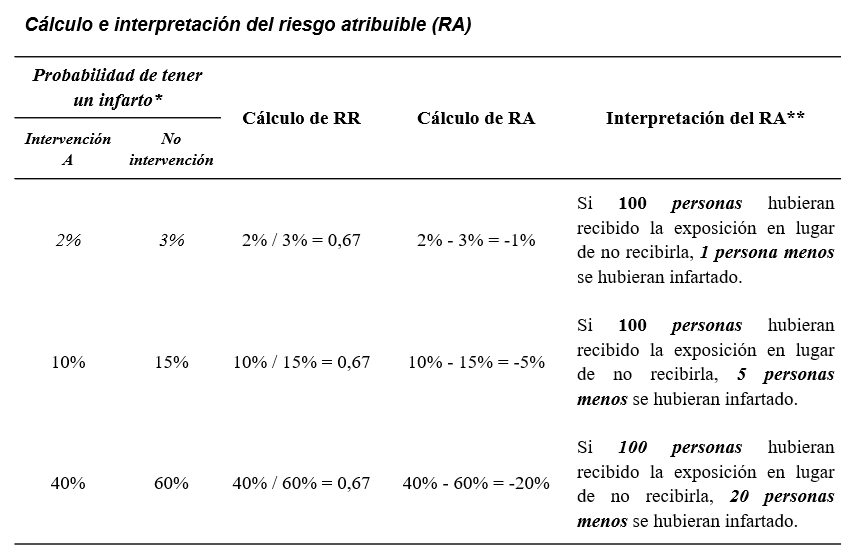 Cálculo e interpretación del riesgo atribuible (RA)
Probabilidad de tener
un infarto*
Cálculo de RR
Cálculo de RA
Interpretación del RA**
Intervención
A
No
intervención
2%
3%
2% / 3% = 0,67
2% - 3% = -1%
Si 100 personas hubieran
recibido la exposición en lugar
de no recibirla, 1 persona menos
se hubieran infartado.
10%
15%
10% / 15% = 0,67
10% - 15% = -5%
Si 100 personas hubieran
recibido la exposición en lugar
de no recibirla, 5 personas
menos se hubieran infartado.
40%
60%
40% / 60% = 0,67
40% - 60% = -20%
Si 100 personas hubieran
recibido la exposición en lugar
de no recibirla, 20 personas
menos se hubieran infartado.